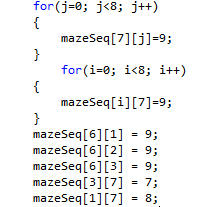 for(j=0; j<8; j++)
{
mazeSeq[7][j]=9;
}
for(i=0; i<8; i++)
{
mazeSeq[i][7]=9;
}
mazeSeq[6][1] = 9;
mazeSeq[6][2] = 9;
mazeSeq[6][3] = 9;
mazeSeq[3][7] = 7;
mazeSeq[1][7] = 8;